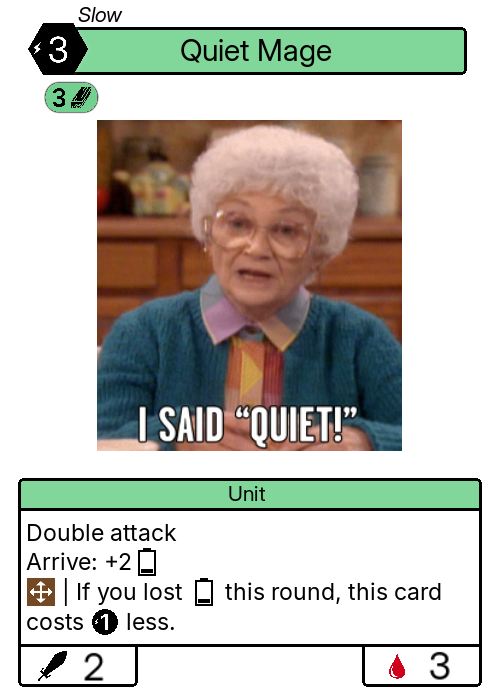 Slow
3
Quiet Mage
3
I SAID “QUIET!”
Unit
Double attack
Arrive: +2
| If you lost this round, this card
costs 1 less.
2
3